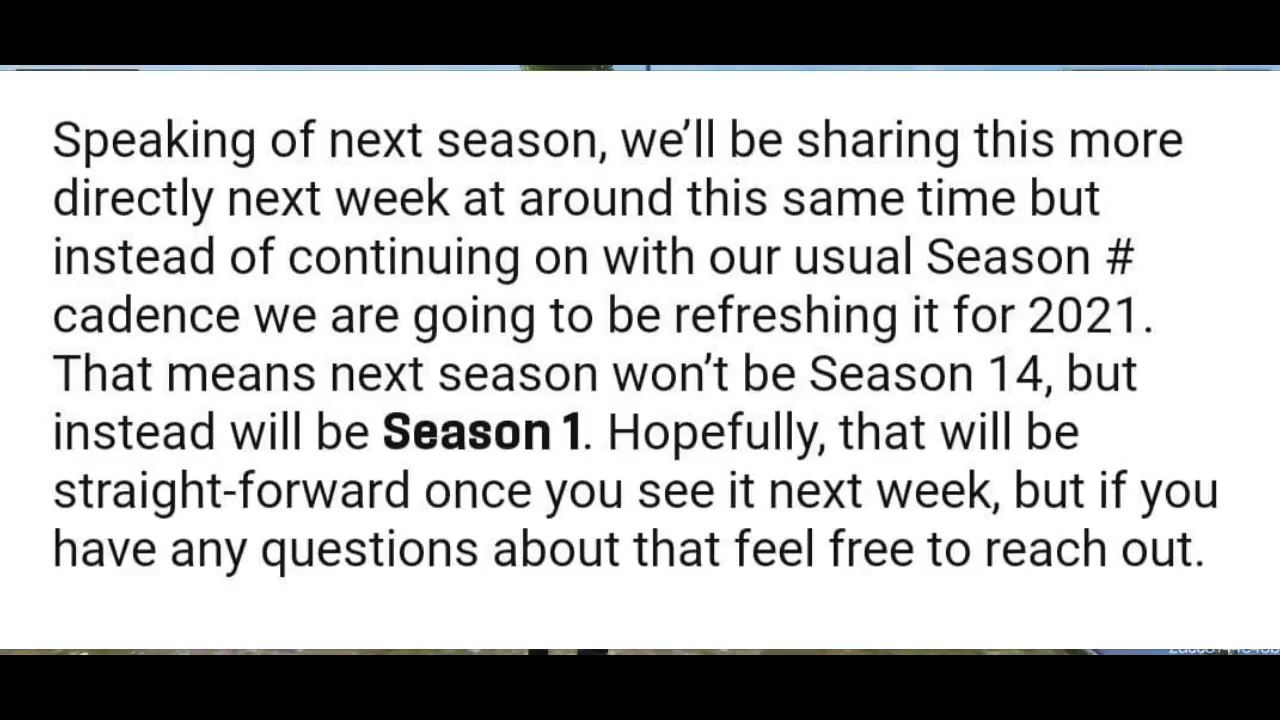 Speaking of next season, we’ll be sharing this more
directly next week at around this same time but
instead of continuing on with our usual Season #
cadence we are going to be refreshing it for 2021.
That means next season won’t be Season 14, but
instead will be Season 1. Hopefully, that will be
straight-forward once you see it next week, but if you
have any questions about that feel free to reach out.